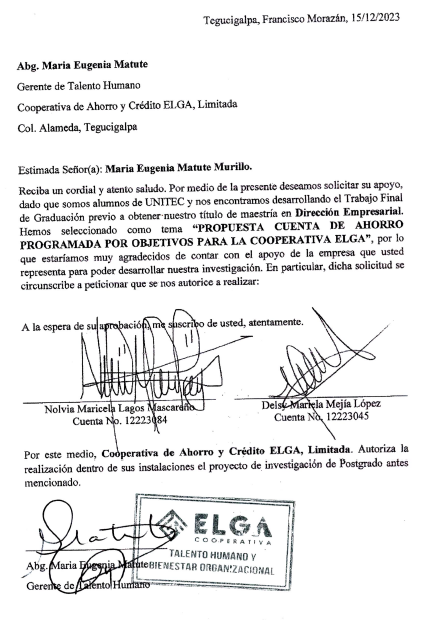 Tegucigalpa, Francisco Morazán, 15/12/2023
Abg. Maria Eugenia Matute
Gerente de Talento Humano
Cooperativa de Ahorro y Crédito ELGA, Limitada
Col. Alameda, Tegucigalpa
Estimada Señor(a): Maria Eugenia Matute Murillo.
Reciba un cordial y atento saludo. Por medio de la presente deseamos solicitar su apoyo,
dado que somos alumnos de UNITEC y nos encontramos desarrollando el Trabajo Final
de Graduación previo a obtener nuestro título de maestría en Dirección Empresarial.
Hemos seleccionado como tema "PROPUESTA CUENTA DE AHORRO
PROGRAMADA POR OBJETIVOS PARA LA COOPERATIVA ELGA", por lo
que estaríamos muy agradecidos de contar con el apoyo de la empresa que usted
representa para poder desarrollar nuestra investigación. En particular, dicha solicitud se
circunscribe a peticionar que se nos autorice a realizar:
A la espera de su aprobación, me suscribo de usted, atentamente.
Nolvia Maricela Lagos Mascareño
Cuenta No. 12223084
Delsy Mariela Mejía López
Cuenta No. 12223045
Por este medio, Cooperativa de Ahorro y Crédito ELGA, Limitada. Autoriza la
realización dentro de sus instalaciones el proyecto de investigación de Postgrado antes
mencionado.
ELGA
COOPERATIVA
TALENTO HUMANO Y
BIENESTAR ORGANIZACIONAL
Abg. Maria Eugenia Matute
Gerente de Talento Humano